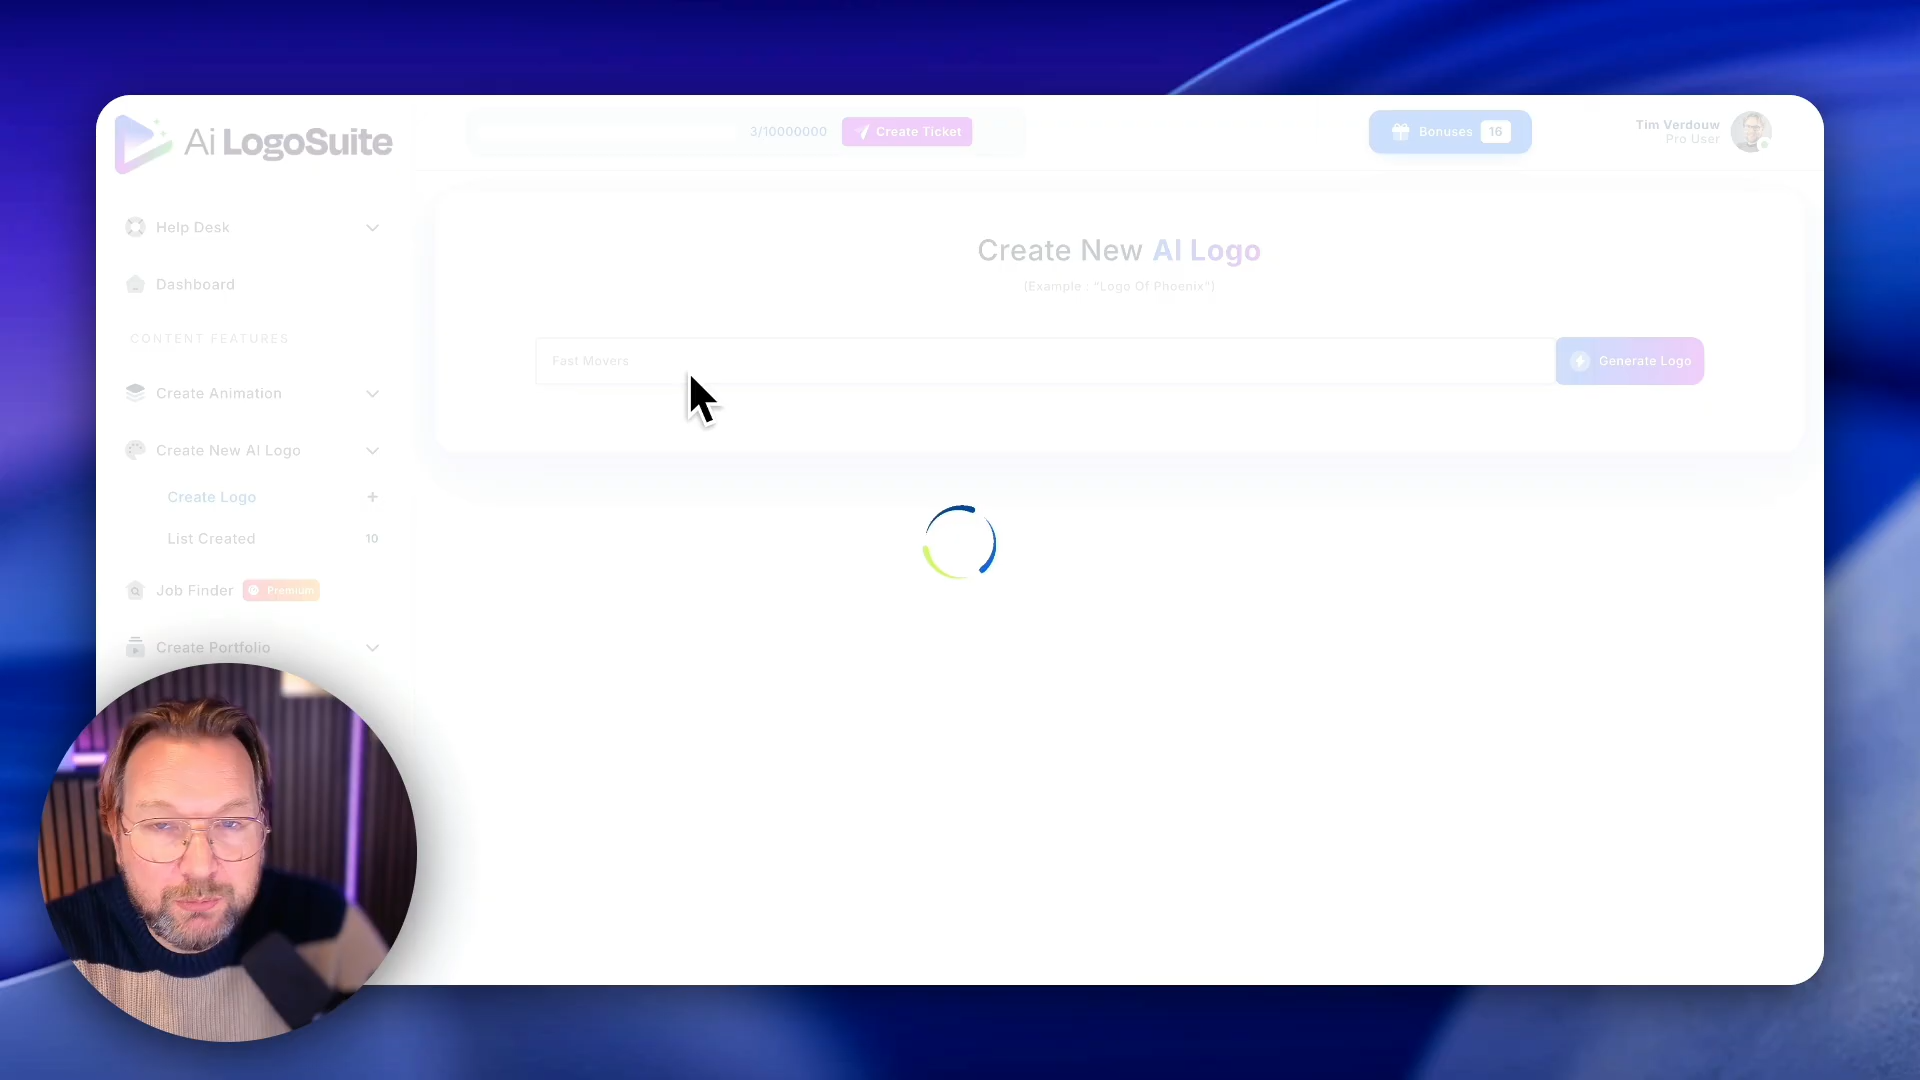 Ai LogoSuite
3/10000000
Create Ticket
Bonuses 16
Tim Verdouw
Pro User
Help Desk
Dashboard
CONTENT FEATURES
Create Animation
Create New AI Logo
Create Logo +
List Created 10
Job Finder Premium
Create Portfolio
Create New AI Logo
(Example : "Logo Of Phoenix")
Fast Movers
Generate Logo